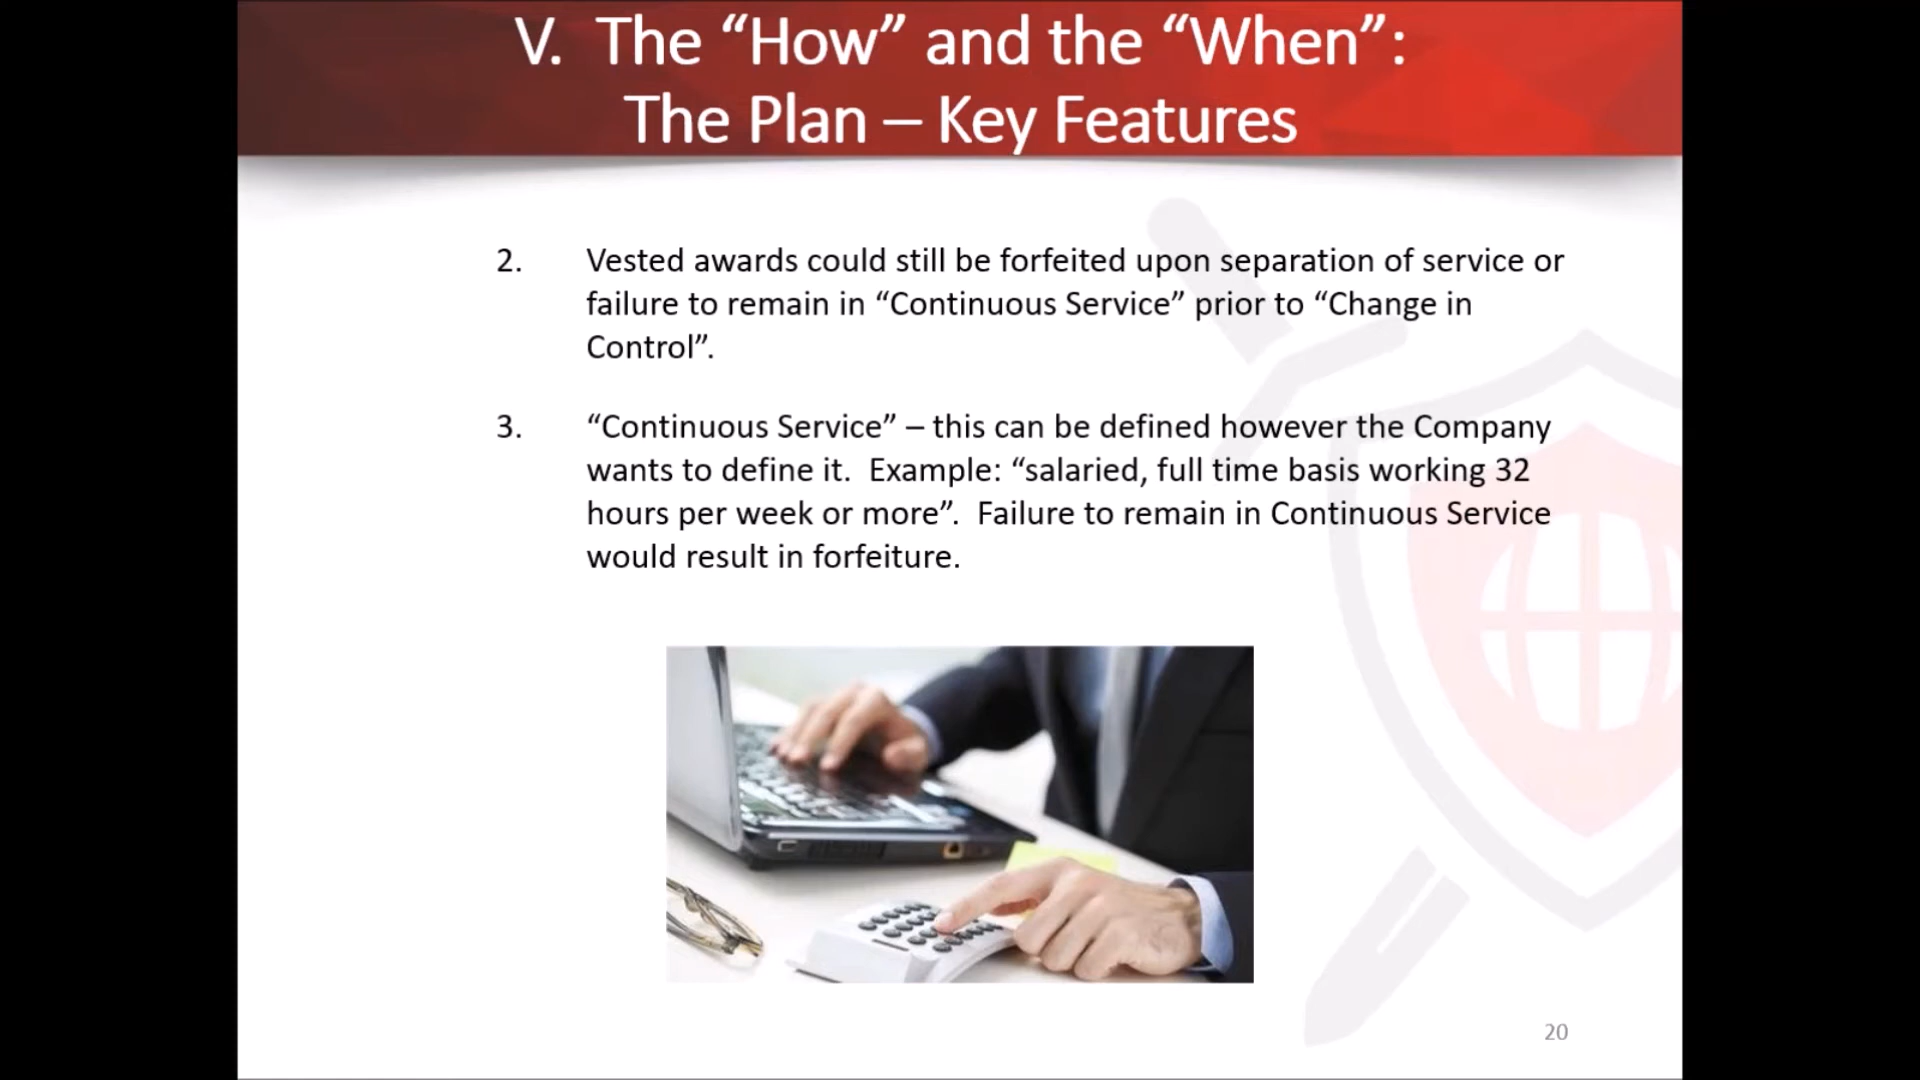 V. The “How” and the “When”:
The Plan – Key Features
2. Vested awards could still be forfeited upon separation of service or
failure to remain in “Continuous Service” prior to “Change in
Control”.
3. “Continuous Service” – this can be defined however the Company
wants to define it. Example: “salaried, full time basis working 32
hours per week or more”. Failure to remain in Continuous Service
would result in forfeiture.
20